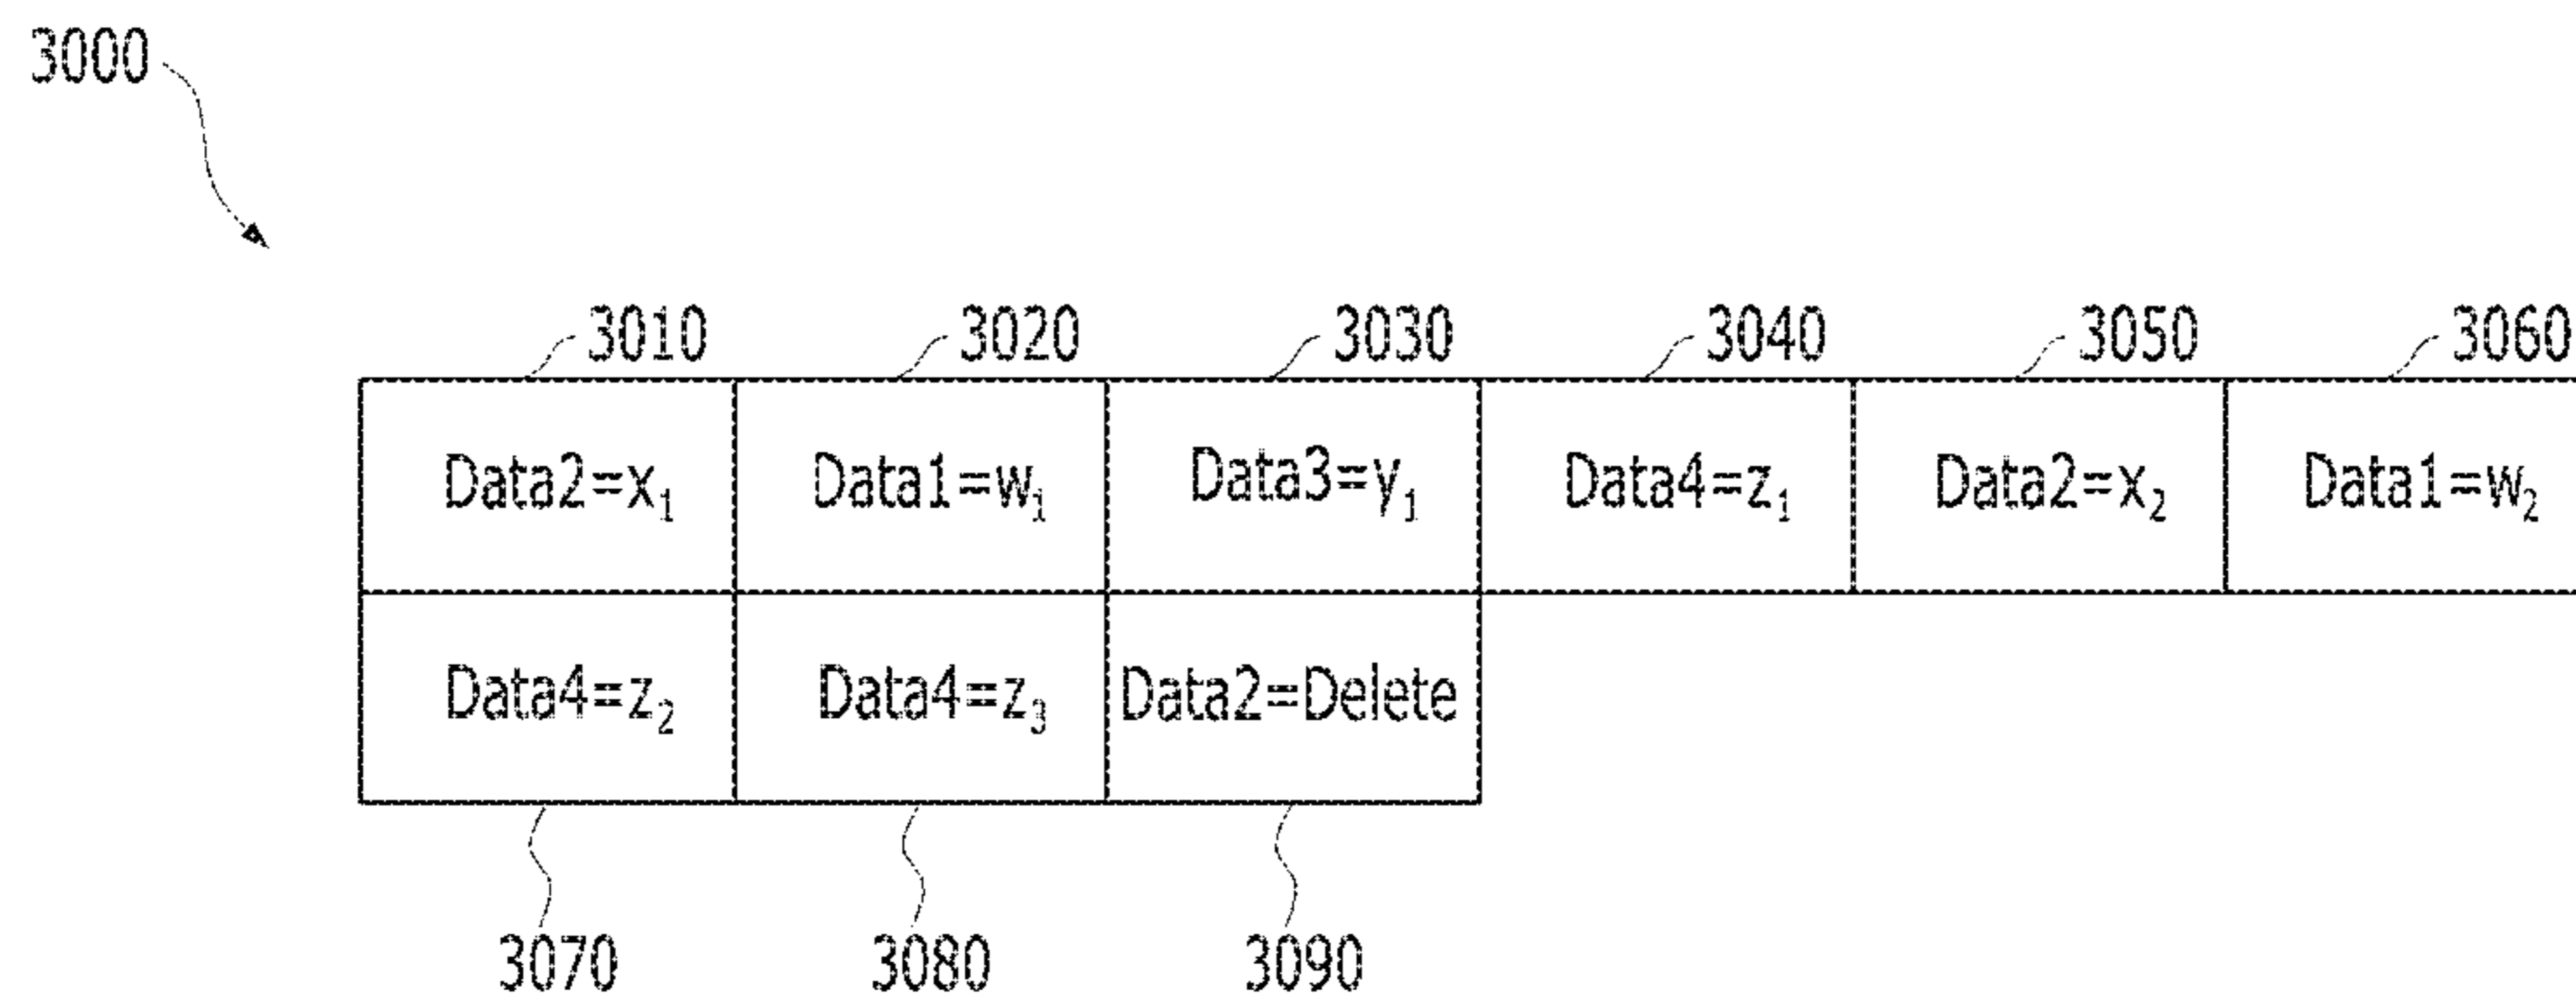 3000
3010 3020 3030 3040 3050 3060
Data2=x₁ Data1=w₁ Data3=y₁ Data4=z₁ Data2=x₂ Data1=w₂
Data4=z₂ Data4=z₃ Data2=Delete
3070 3080 3090